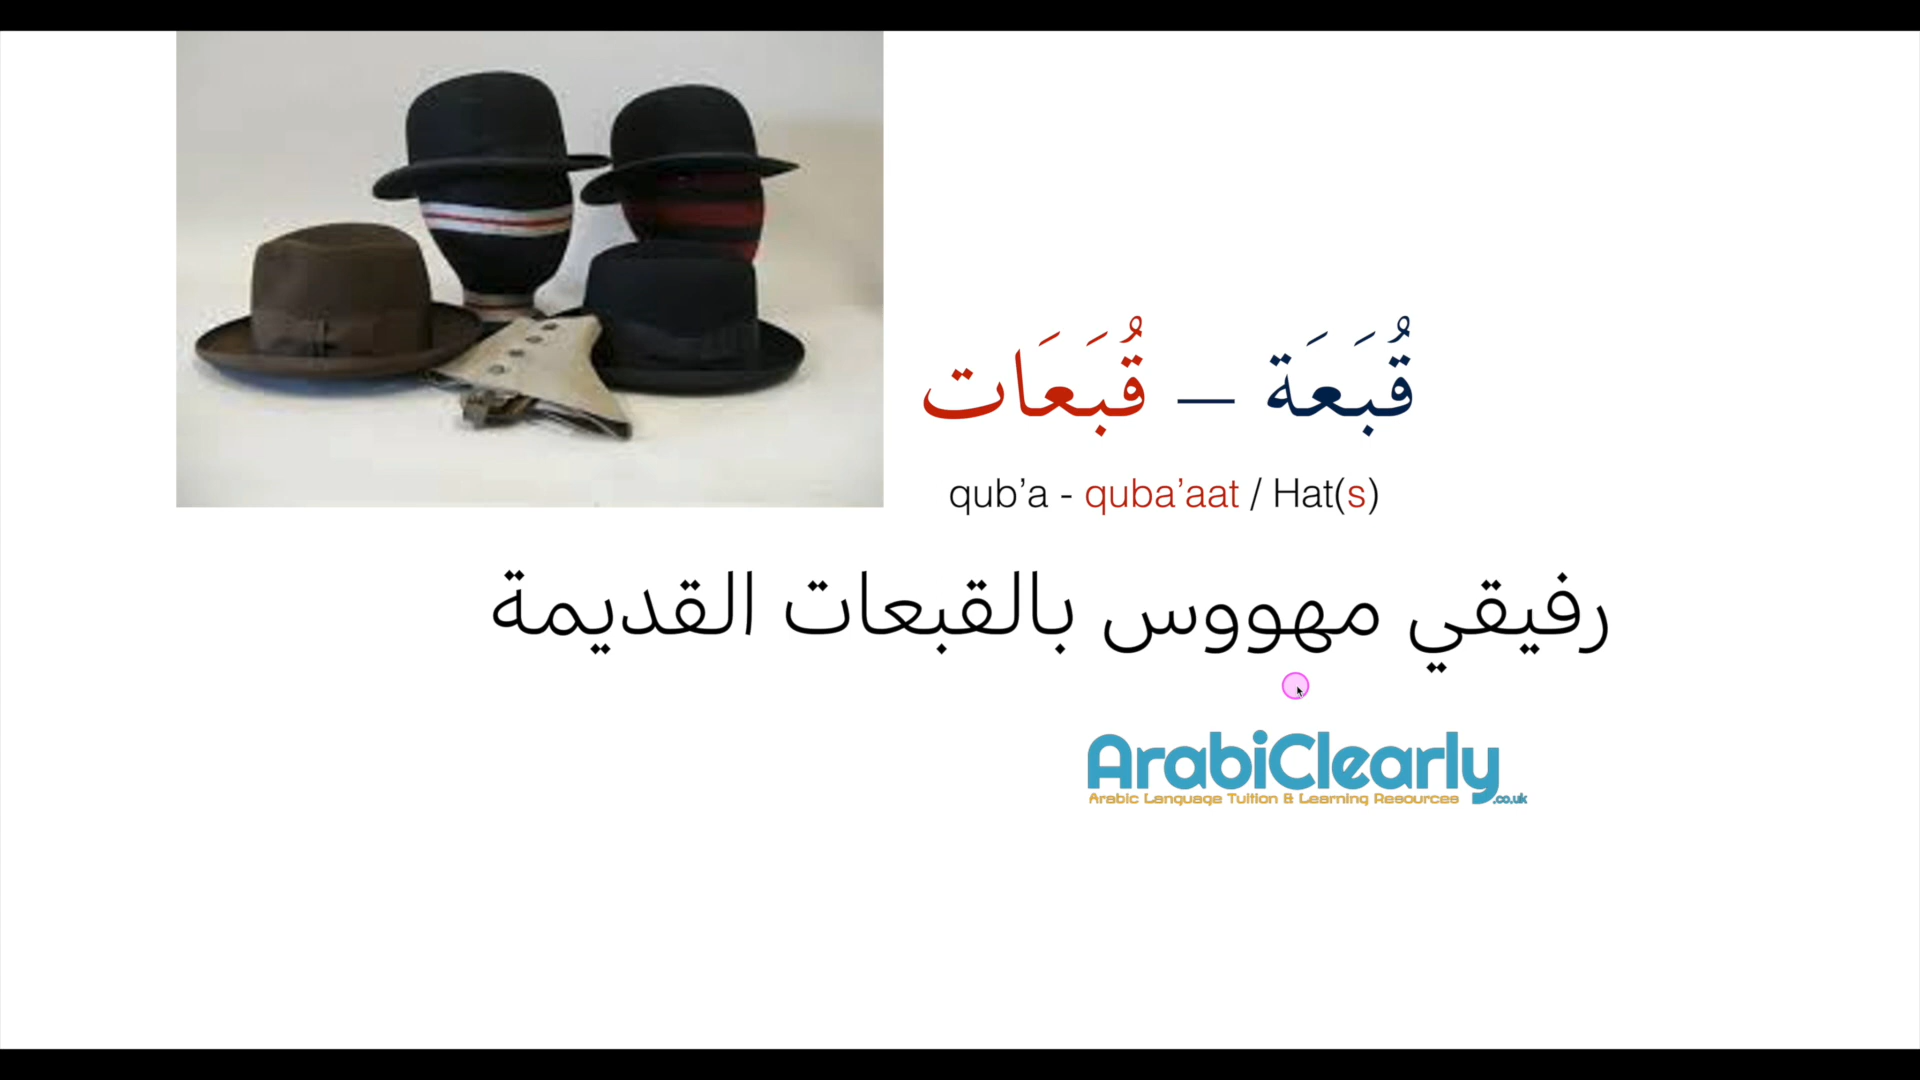 قُبَعَة – قُبَعَات
qub’a - quba’aat / Hat(s)
رفيقي مهووس بالقبعات القديمة
ArabiClearly
Arabic Language Tuition & Learning Resources .co.uk